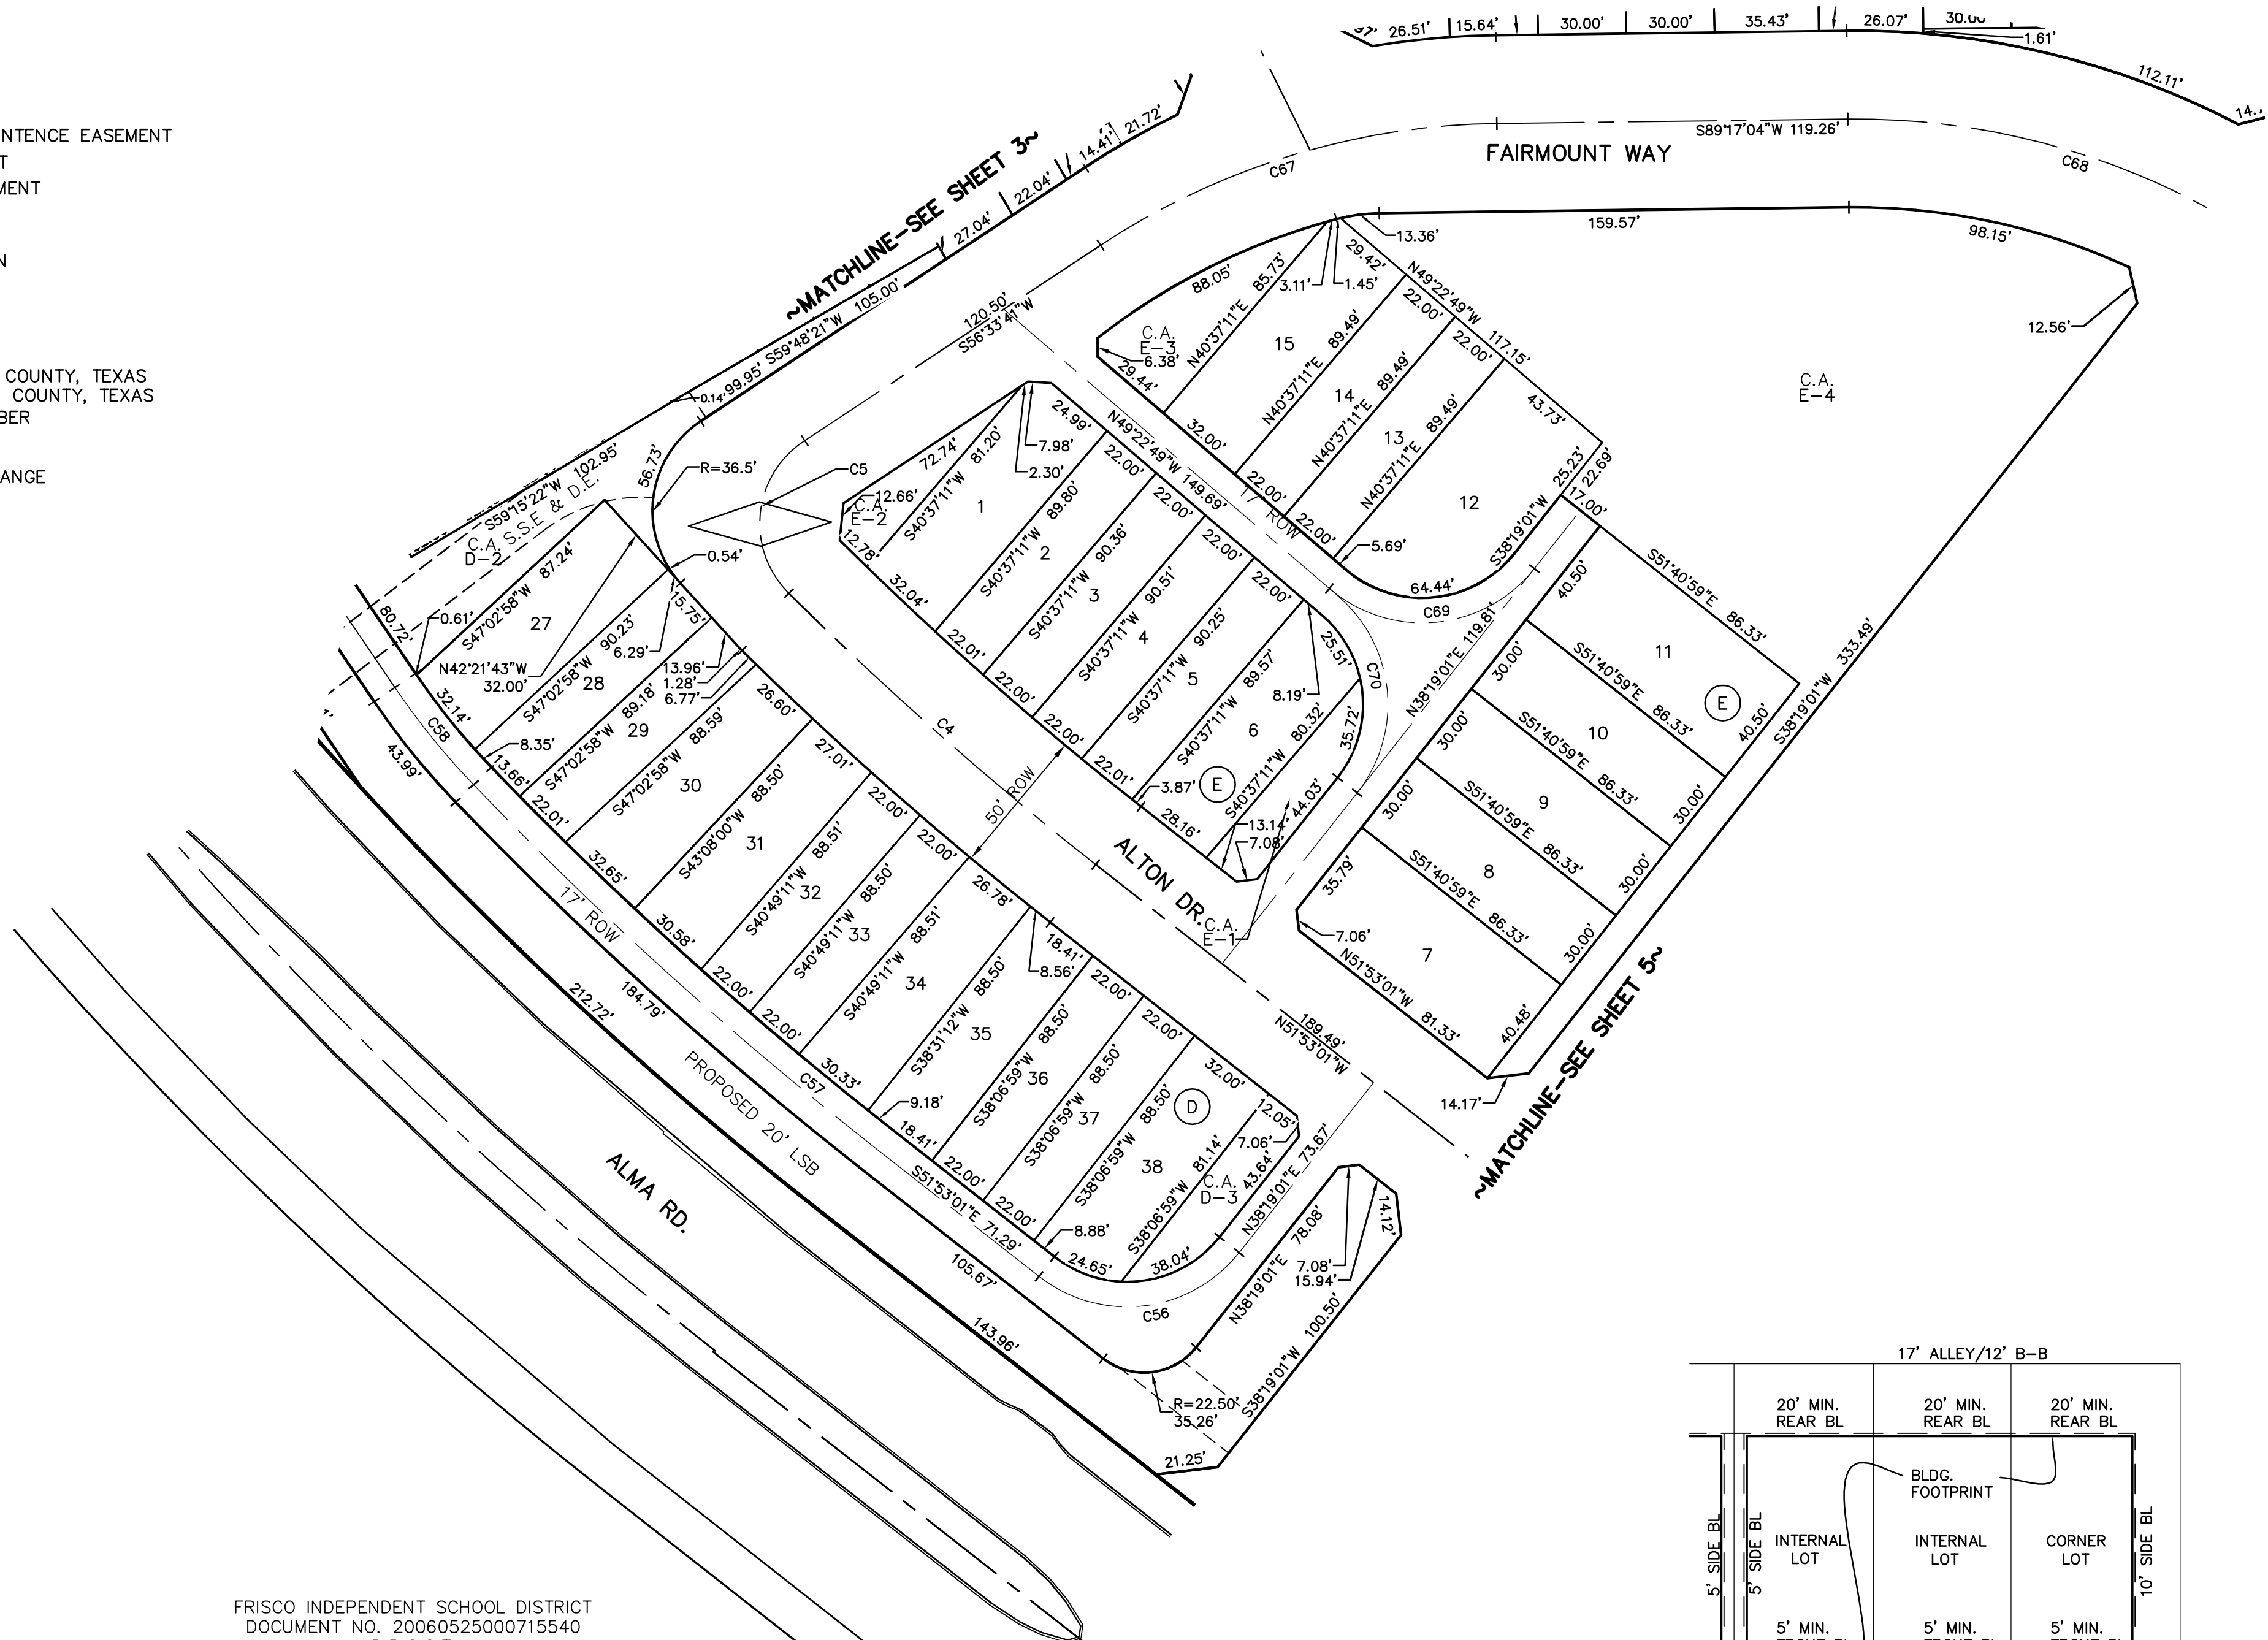 NTENCE EASEMENT
T
MENT
N
COUNTY, TEXAS
COUNTY, TEXAS
BER
ANGE
26.51'
15.64'
30.00'
30.00'
35.43'
26.07'
1.61'
112.11'
S89°17'04"W 119.26'
FAIRMOUNT WAY
C67
C68
~MATCHLINE-SEE SHEET 3~
27.04'
22.04'
14.41'
21.72'
159.57'
98.15'
12.56'
13.36'
88.05'
3.11'
1.45'
29.42'
N49°22'49"W 117.15'
N40°37'11"E 85.73'
22.00'
22.00'
43.73'
C.A.
E-3
6.38'
29.44'
15
N40°37'11"E 89.49'
14
N40°37'11"E 89.49'
13
N40°37'11"E 89.49'
12
32.00'
22.00'
22.00'
5.69'
64.44'
S38°19'01"W 25.23'
22.69'
17.00'
C.A.
E-4
S59°48'21"W 105.00'
120.50'
S56°33'41"W
0.14'
99.95'
S59°15'22"W 102.95'
C.A. S.S.E & D.E.
D-2
56.73'
R=36.5'
C5
72.74'
12.66'
C.A.
E-2
12.78'
S40°37'11"W 81.20'
7.98'
2.30'
24.99'
N49°22'49"W 149.69'
ROW
1
S40°37'11"W 89.80'
2
S40°37'11"W 90.36'
3
S40°37'11"W 90.51'
4
S40°37'11"W 90.25'
5
S40°37'11"W 89.57'
6
S40°37'11"W 80.32'
22.00'
22.00'
22.00'
22.00'
25.51'
8.19'
35.72'
C70
C69
N38°19'01"E 119.81'
32.04'
22.01'
22.00'
22.00'
22.01'
3.87'
28.16'
E
13.14'
7.08'
44.03'
C.A.
E-1
80.72'
0.61'
S47°02'58"W 87.24'
27
0.54'
N42°21'43"W
32.00'
S47°02'58"W 90.23'
28
6.29'
15.75'
S47°02'58"W 89.18'
29
13.96'
1.28'
6.77'
S47°02'58"W 88.59'
30
26.60'
27.01'
S43°08'00"W 88.50'
31
22.00'
S40°49'11"W 88.51'
32
22.00'
S40°49'11"W 88.50'
33
S40°49'11"W 88.51'
34
26.78'
S38°31'12"W 88.50'
35
8.56'
18.41'
22.00'
22.00'
32.00'
S38°06'59"W 88.50'
36
S38°06'59"W 88.50'
37
S38°06'59"W 88.50'
38
D
12.05'
7.06'
S38°06'59"W 81.14'
C.A.
D-3
43.64'
N38°19'01"E 73.67'
C4
50' ROW
ALTON DR.
189.49'
N51°53'01"W
C58
43.99'
32.14'
8.35'
13.66'
22.01'
32.65'
30.58'
22.00'
22.00'
30.33'
9.18'
18.41'
22.00'
22.00'
8.88'
24.65'
38.04'
17' ROW
184.79'
212.72'
C57
S51°53'01"E 71.29'
PROPOSED 20' LSB
105.67'
143.96'
C56
N38°19'01"E 78.08'
7.08'
15.94'
14.12'
S38°19'01"W 100.50'
R=22.50'
35.26'
21.25'
ALMA RD.
S51°40'59"E 86.33'
11
E
40.50'
40.50'
S51°40'59"E 86.33'
10
30.00'
30.00'
S51°40'59"E 86.33'
9
30.00'
30.00'
S51°40'59"E 86.33'
8
30.00'
30.00'
S51°40'59"E 86.33'
7
35.79'
7.06'
N51°53'01"W 81.33'
40.48'
14.17'
S38°19'01"W 333.49'
~MATCHLINE-SEE SHEET 5~
17' ALLEY/12' B-B
20' MIN.
REAR BL
20' MIN.
REAR BL
20' MIN.
REAR BL
BLDG.
FOOTPRINT
5' SIDE BL
5' SIDE BL
INTERNAL
LOT
INTERNAL
LOT
CORNER
LOT
10' SIDE BL
5' MIN.
5' MIN.
5' MIN.
FRISCO INDEPENDENT SCHOOL DISTRICT
DOCUMENT NO. 20060525000715540